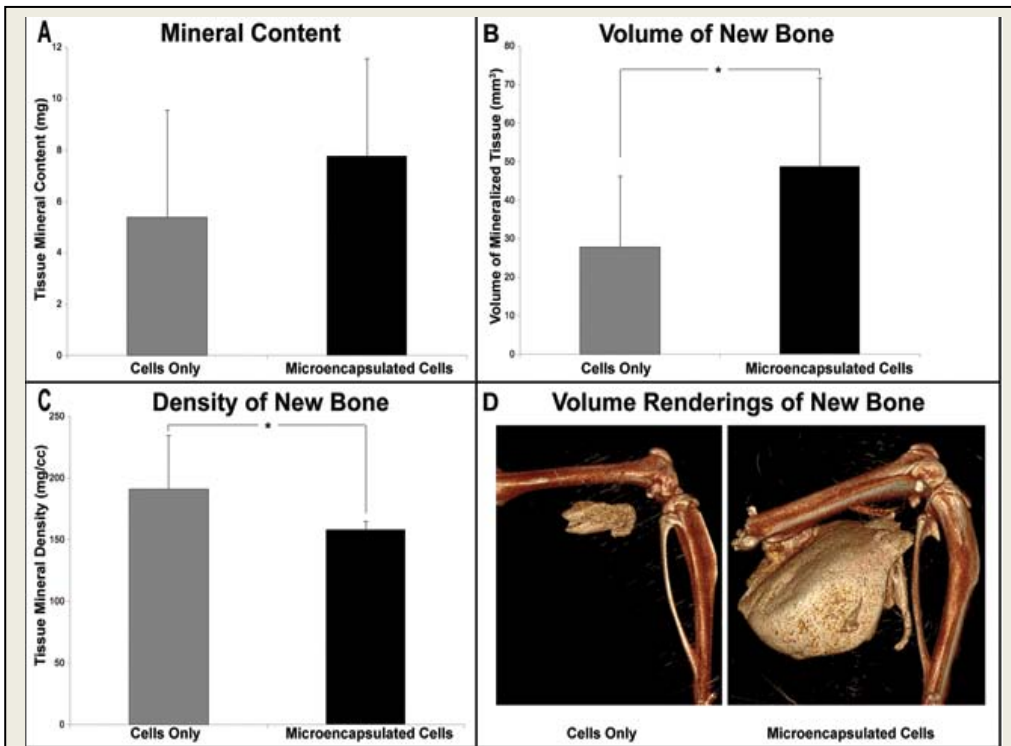 A
Mineral Content
Tissue Mineral Content (mg)
12
10
8
6
4
2
0
Cells Only
Microencapsulated Cells
B
Volume of New Bone
Volume of Mineralized Tissue (mm³)
80
70
60
50
40
30
20
10
0
*
Cells Only
Microencapsulated Cells
C
Density of New Bone
Tissue Mineral Density (mg/cc)
250
200
150
100
50
0
*
Cells Only
Microencapsulated Cells
D
Volume Renderings of New Bone
Cells Only
Microencapsulated Cells